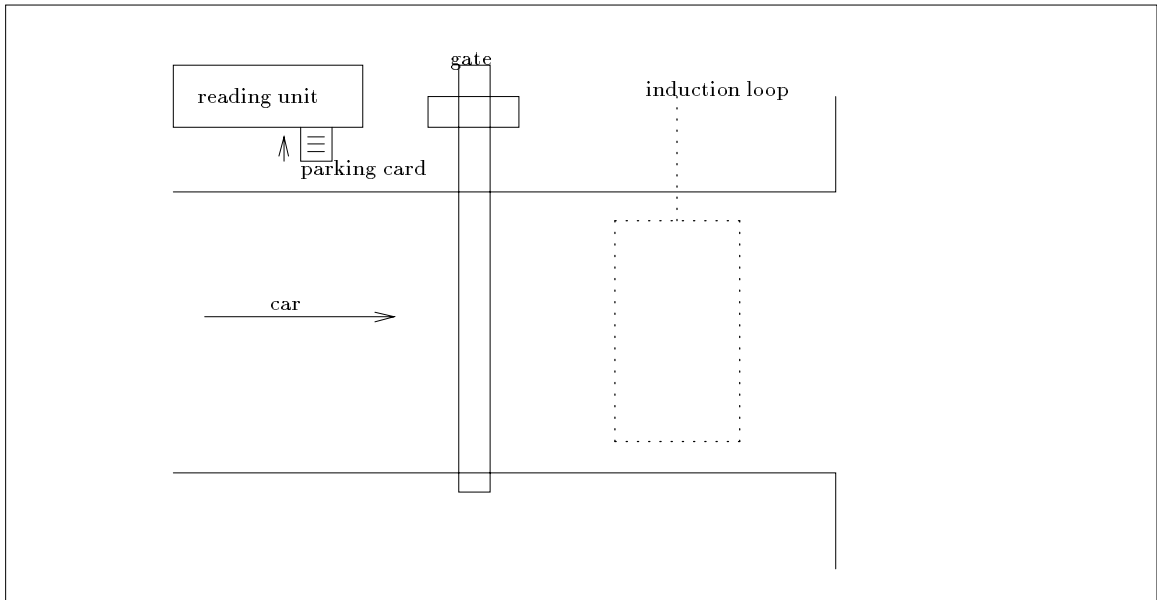 gate
reading unit
induction loop
parking card
car